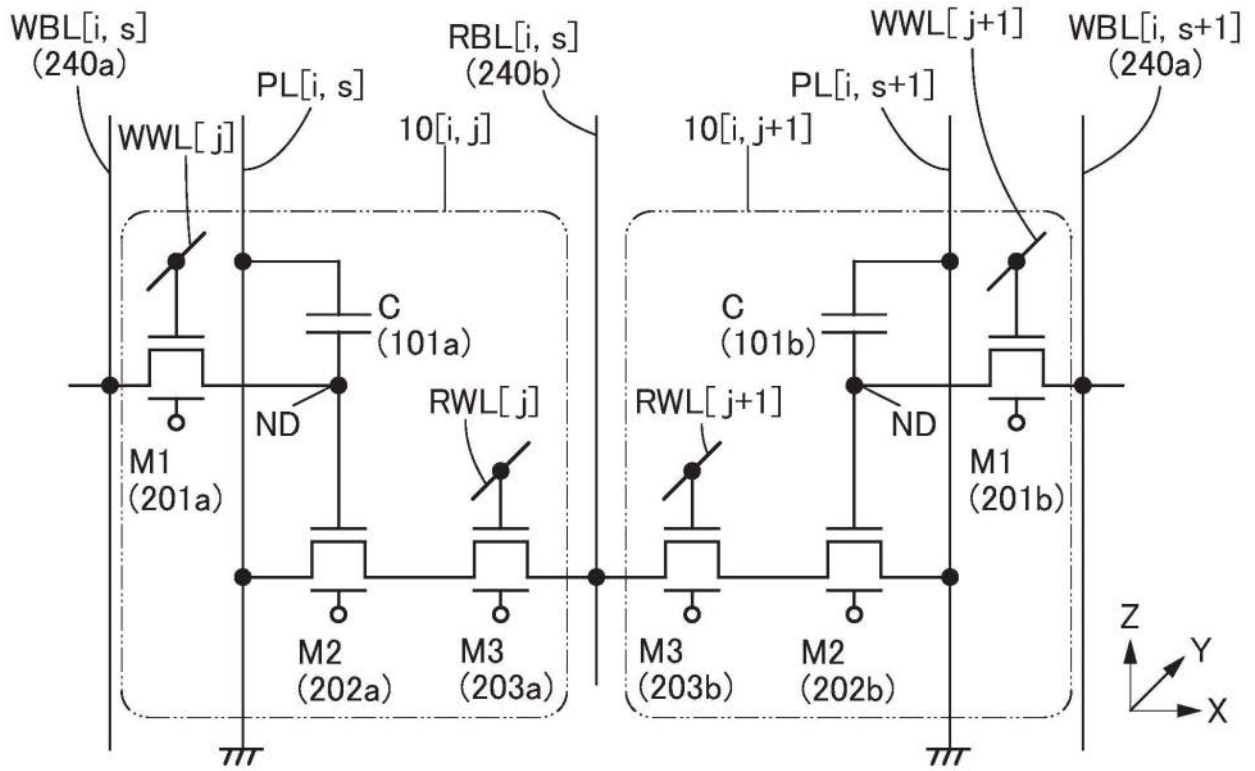 WBL[i, s]
(240a)
PL[i, s]
WWL[j]
10[i, j]
RBL[i, s]
(240b)
10[i, j+1]
WWL[j+1]
PL[i, s+1]
WBL[i, s+1]
(240a)
C
(101a)
C
(101b)
ND
RWL[j]
RWL[j+1]
ND
M1
(201a)
M1
(201b)
M2
(202a)
M3
(203a)
M3
(203b)
M2
(202b)
Z
Y
X